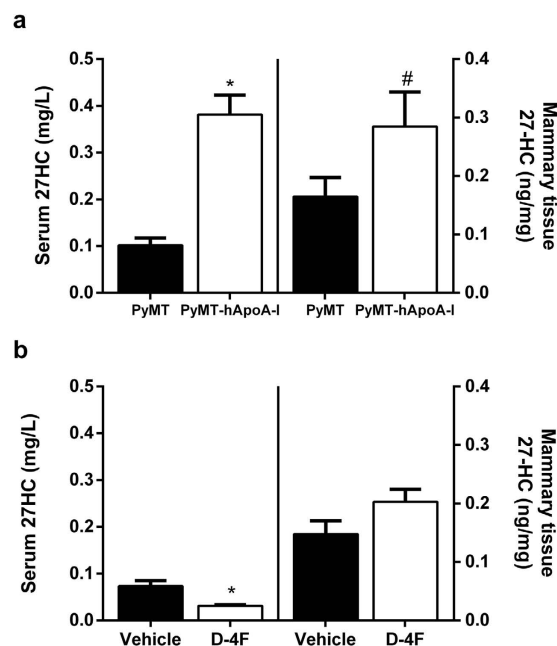 a
Serum 27HC (mg/L)
0.5
0.4
0.3
0.2
0.1
0.0
*
#
0.4
0.3
0.2
0.1
0.0
Mammary tissue
27-HC (ng/mg)
PyMT PyMT-hApoA-I PyMT PyMT-hApoA-I
b
Serum 27HC (mg/L)
0.5
0.4
0.3
0.2
0.1
0.0
*
0.4
0.3
0.2
0.1
0.0
Mammary tissue
27-HC (ng/mg)
Vehicle D-4F Vehicle D-4F